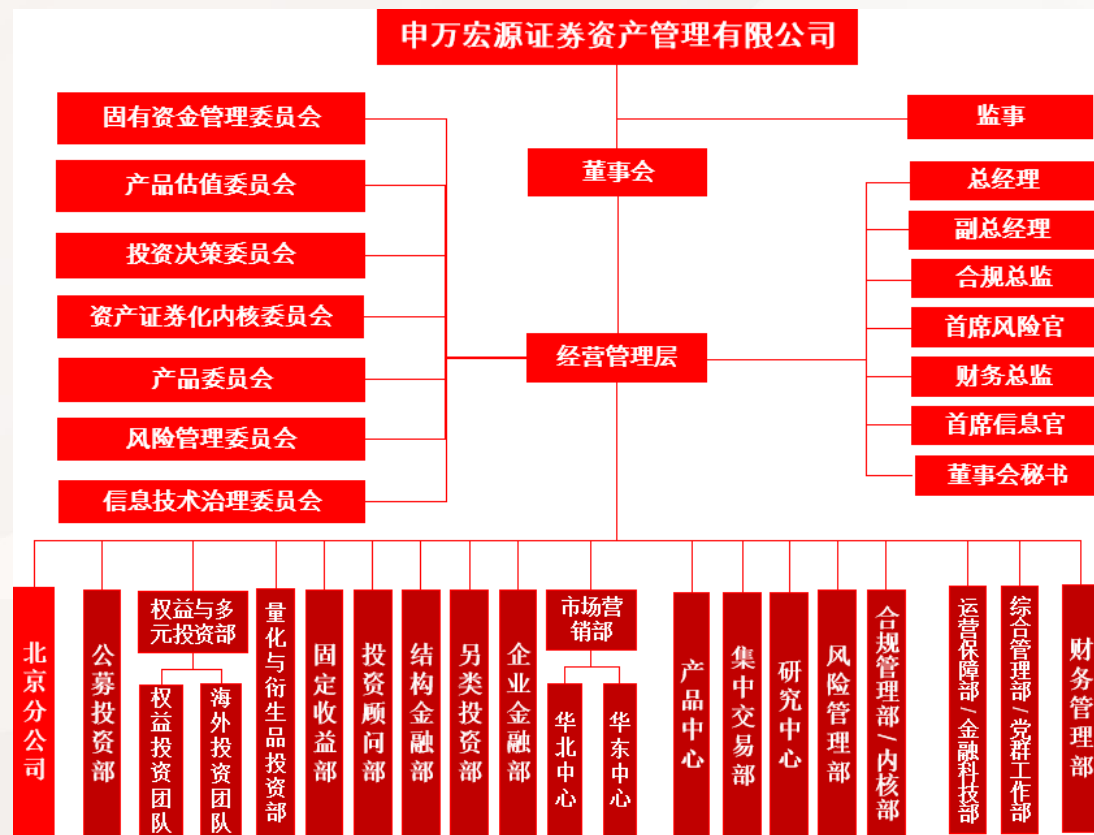 申万宏源证券资产管理有限公司
固有资金管理委员会
监事
董事会
产品估值委员会
总经理
副总经理
投资决策委员会
合规总监
资产证券化内核委员会
首席风险官
经营管理层
产品委员会
财务总监
风险管理委员会
首席信息官
董事会秘书
信息技术治理委员会
北京分公司
公募投资部
权益与多
元投资部
权益投资团队
海外投资团队
量化与衍生品投资部
固定收益部
投资顾问部
结构金融部
另类投资部
企业金融部
市场营
销部
华北中心
华东中心
产品中心
集中交易部
研究中心
风险管理部
合规管理部/内核部
运营保障部/金融科技部
综合管理部/党群工作部
财务管理部